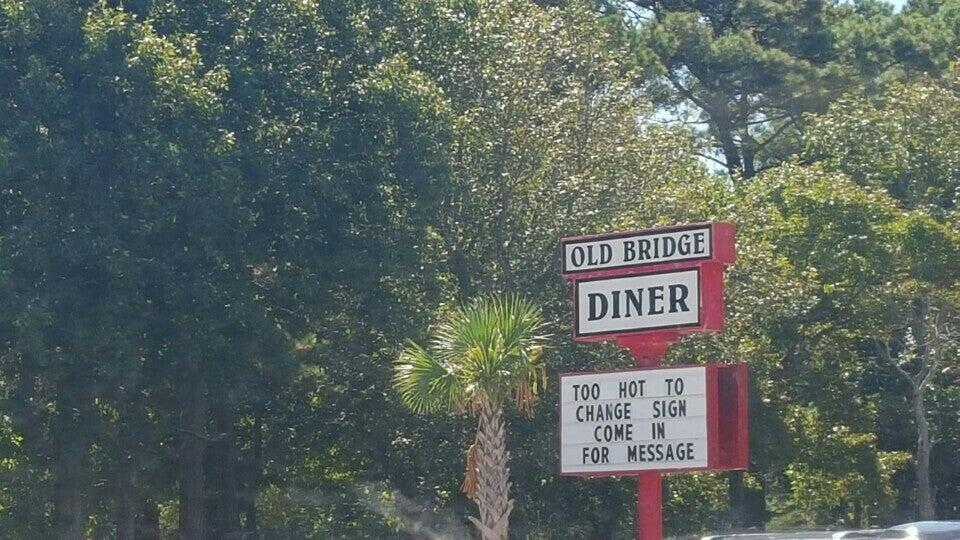 OLD BRIDGE
DINER
TOO HOT TO
CHANGE SIGN
COME IN
FOR MESSAGE